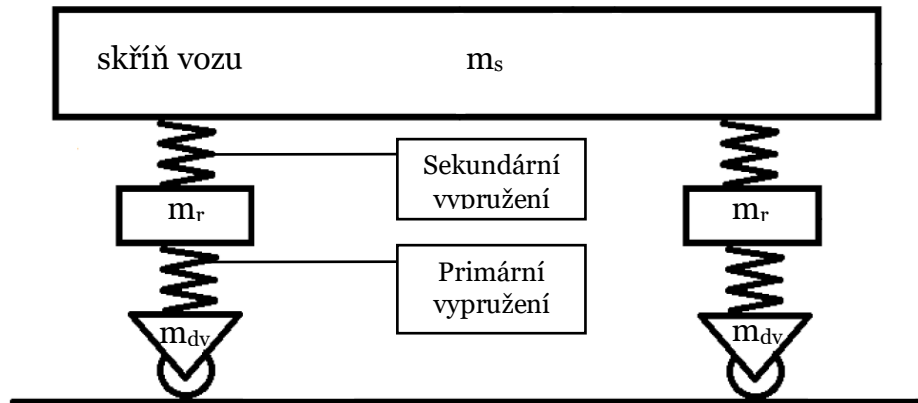 skříň vozu ms
Sekundární
vypružení
mr mr
Primární
vypružení
mdv mdv